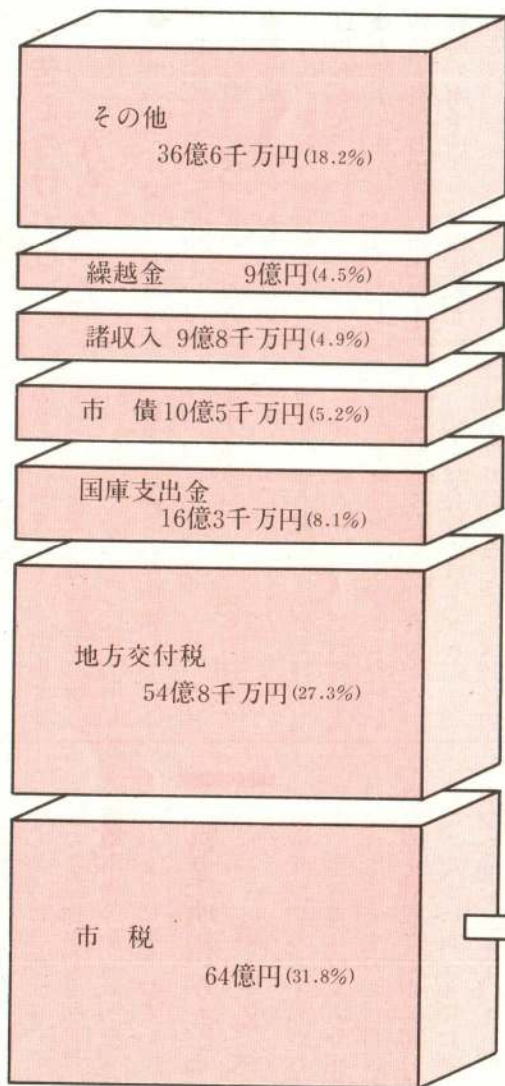 その他
36億6千万円(18.2%)
繰越金 9億円(4.5%)
諸収入 9億8千万円(4.9%)
市 債 10億5千万円(5.2%)
国庫支出金
16億3千万円(8.1%)
地方交付税
54億8千万円(27.3%)
市 税
64億円(31.8%)